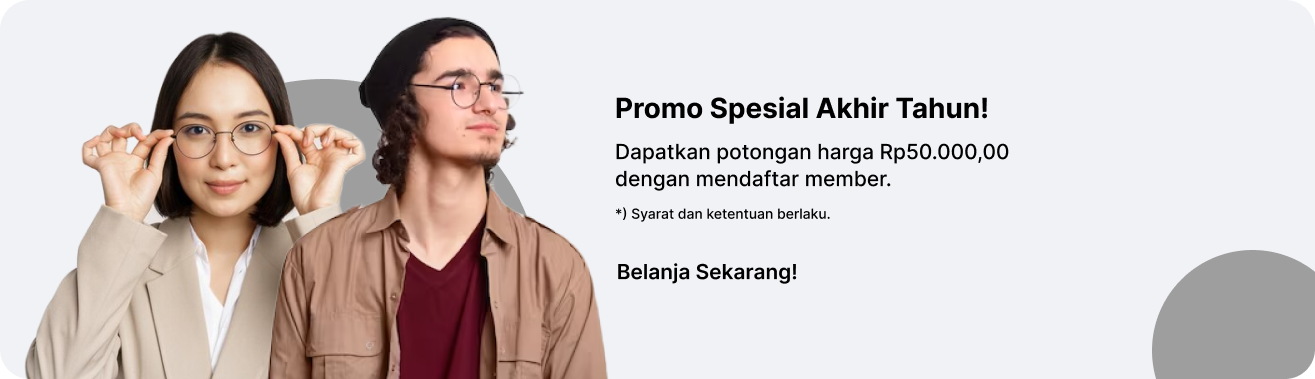 Promo Spesial Akhir Tahun!
Dapatkan potongan harga Rp50.000,00
dengan mendaftar member.
*) Syarat dan ketentuan berlaku.
Belanja Sekarang!